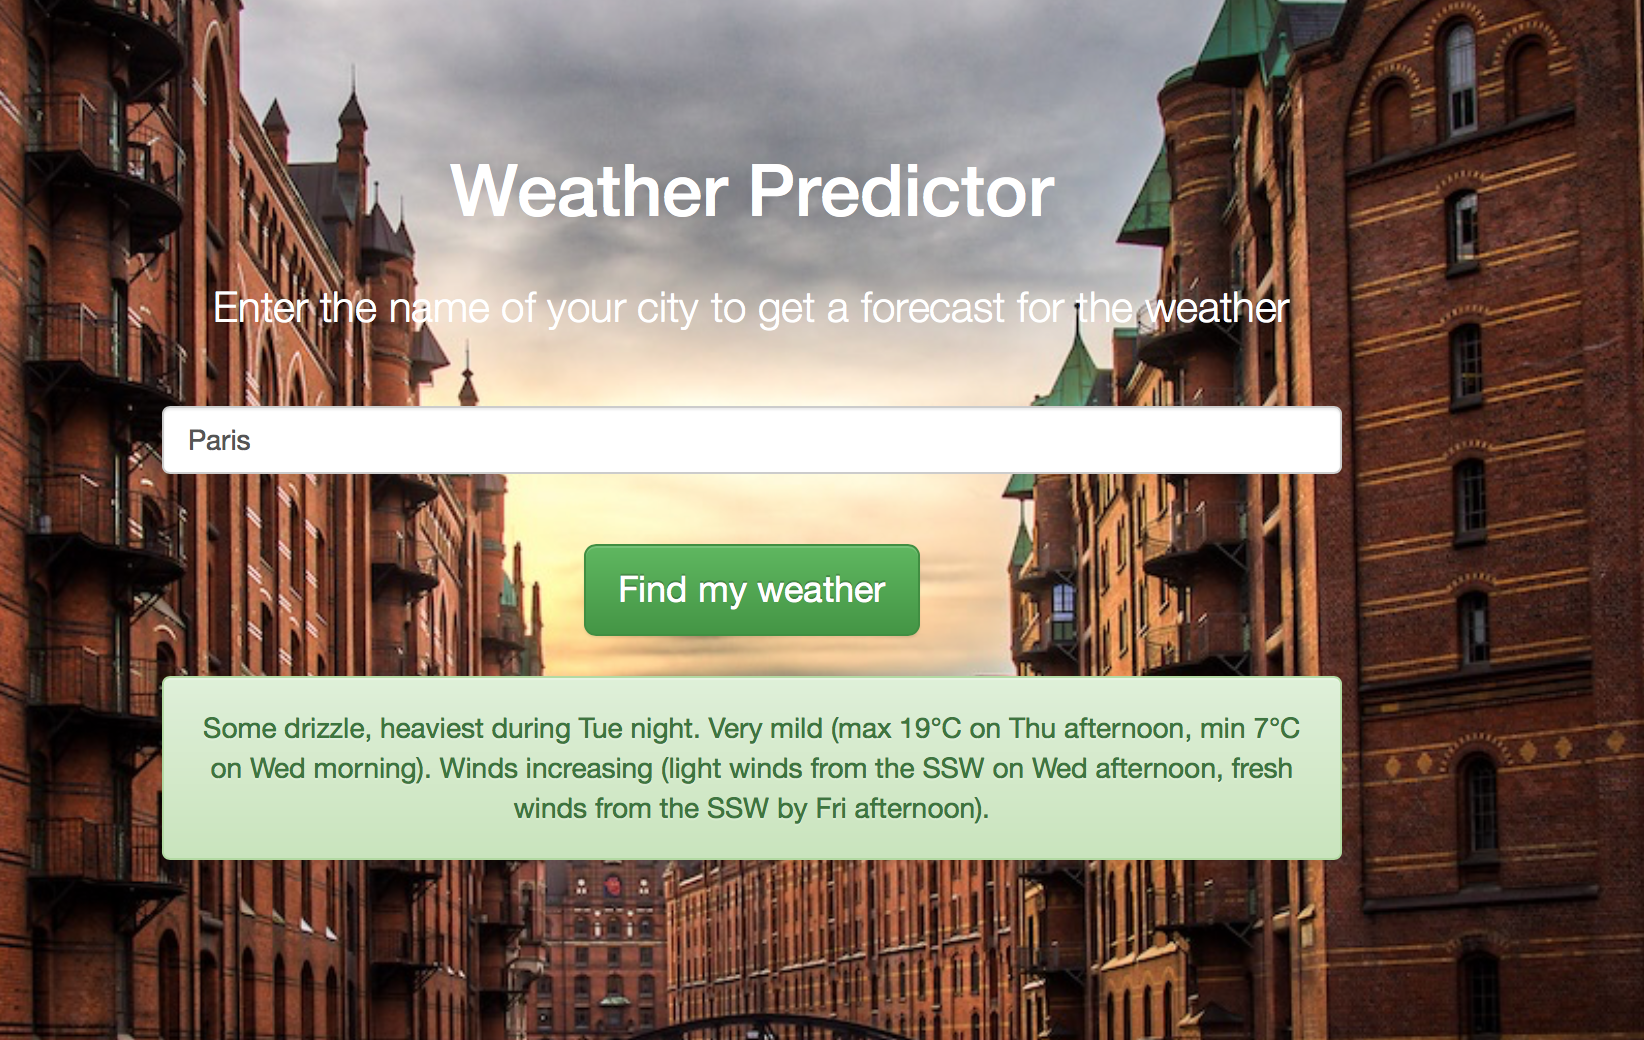 Weather Predictor
Enter the name of your city to get a forecast for the weather
Paris
Find my weather
Some drizzle, heaviest during Tue night. Very mild (max 19°C on Thu afternoon, min 7°C
on Wed morning). Winds increasing (light winds from the SSW on Wed afternoon, fresh
winds from the SSW by Fri afternoon).